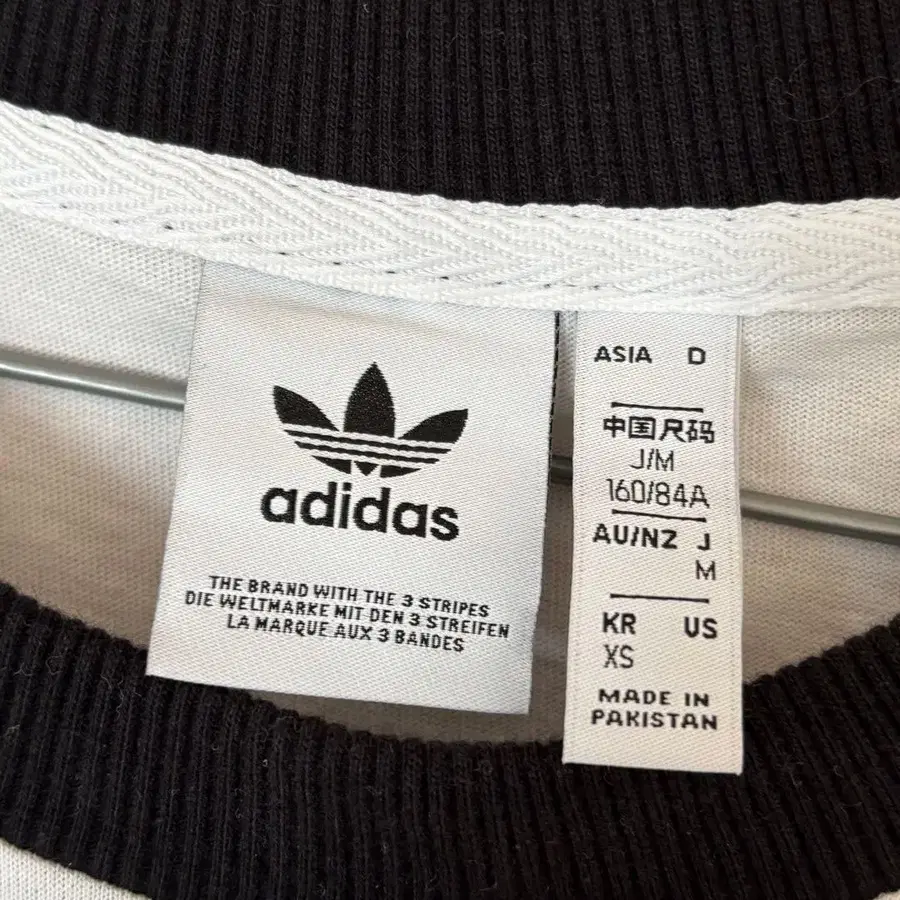 adidas
THE BRAND WITH THE 3 STRIPES
DIE WELTMARKE MIT DEN 3 STREIFEN
LA MARQUE AUX 3 BANDES
ASIA D
中国尺码
J/M
160/84A
AU/NZ J
M
KR US
XS
MADE IN
PAKISTAN